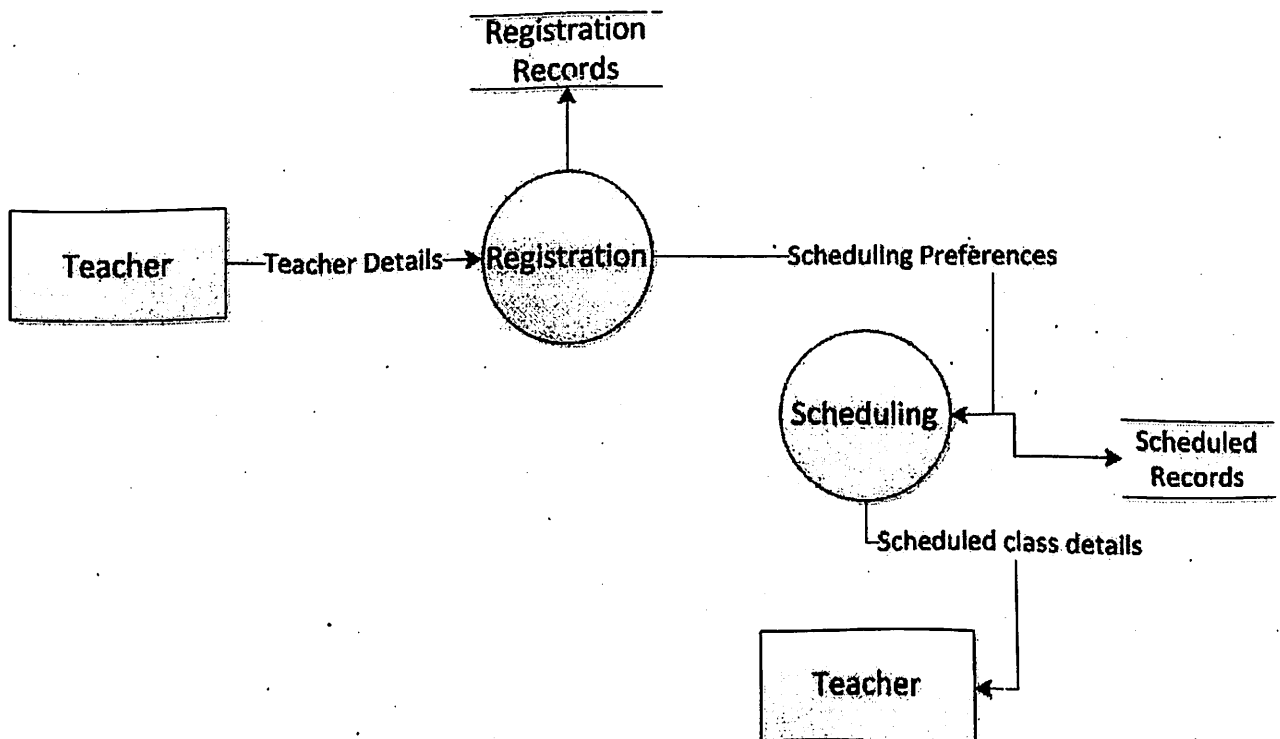 Registration
Records
Teacher
Teacher Details
Registration
Scheduling Preferences
Scheduling
Scheduled
Records
Scheduled class details
Teacher